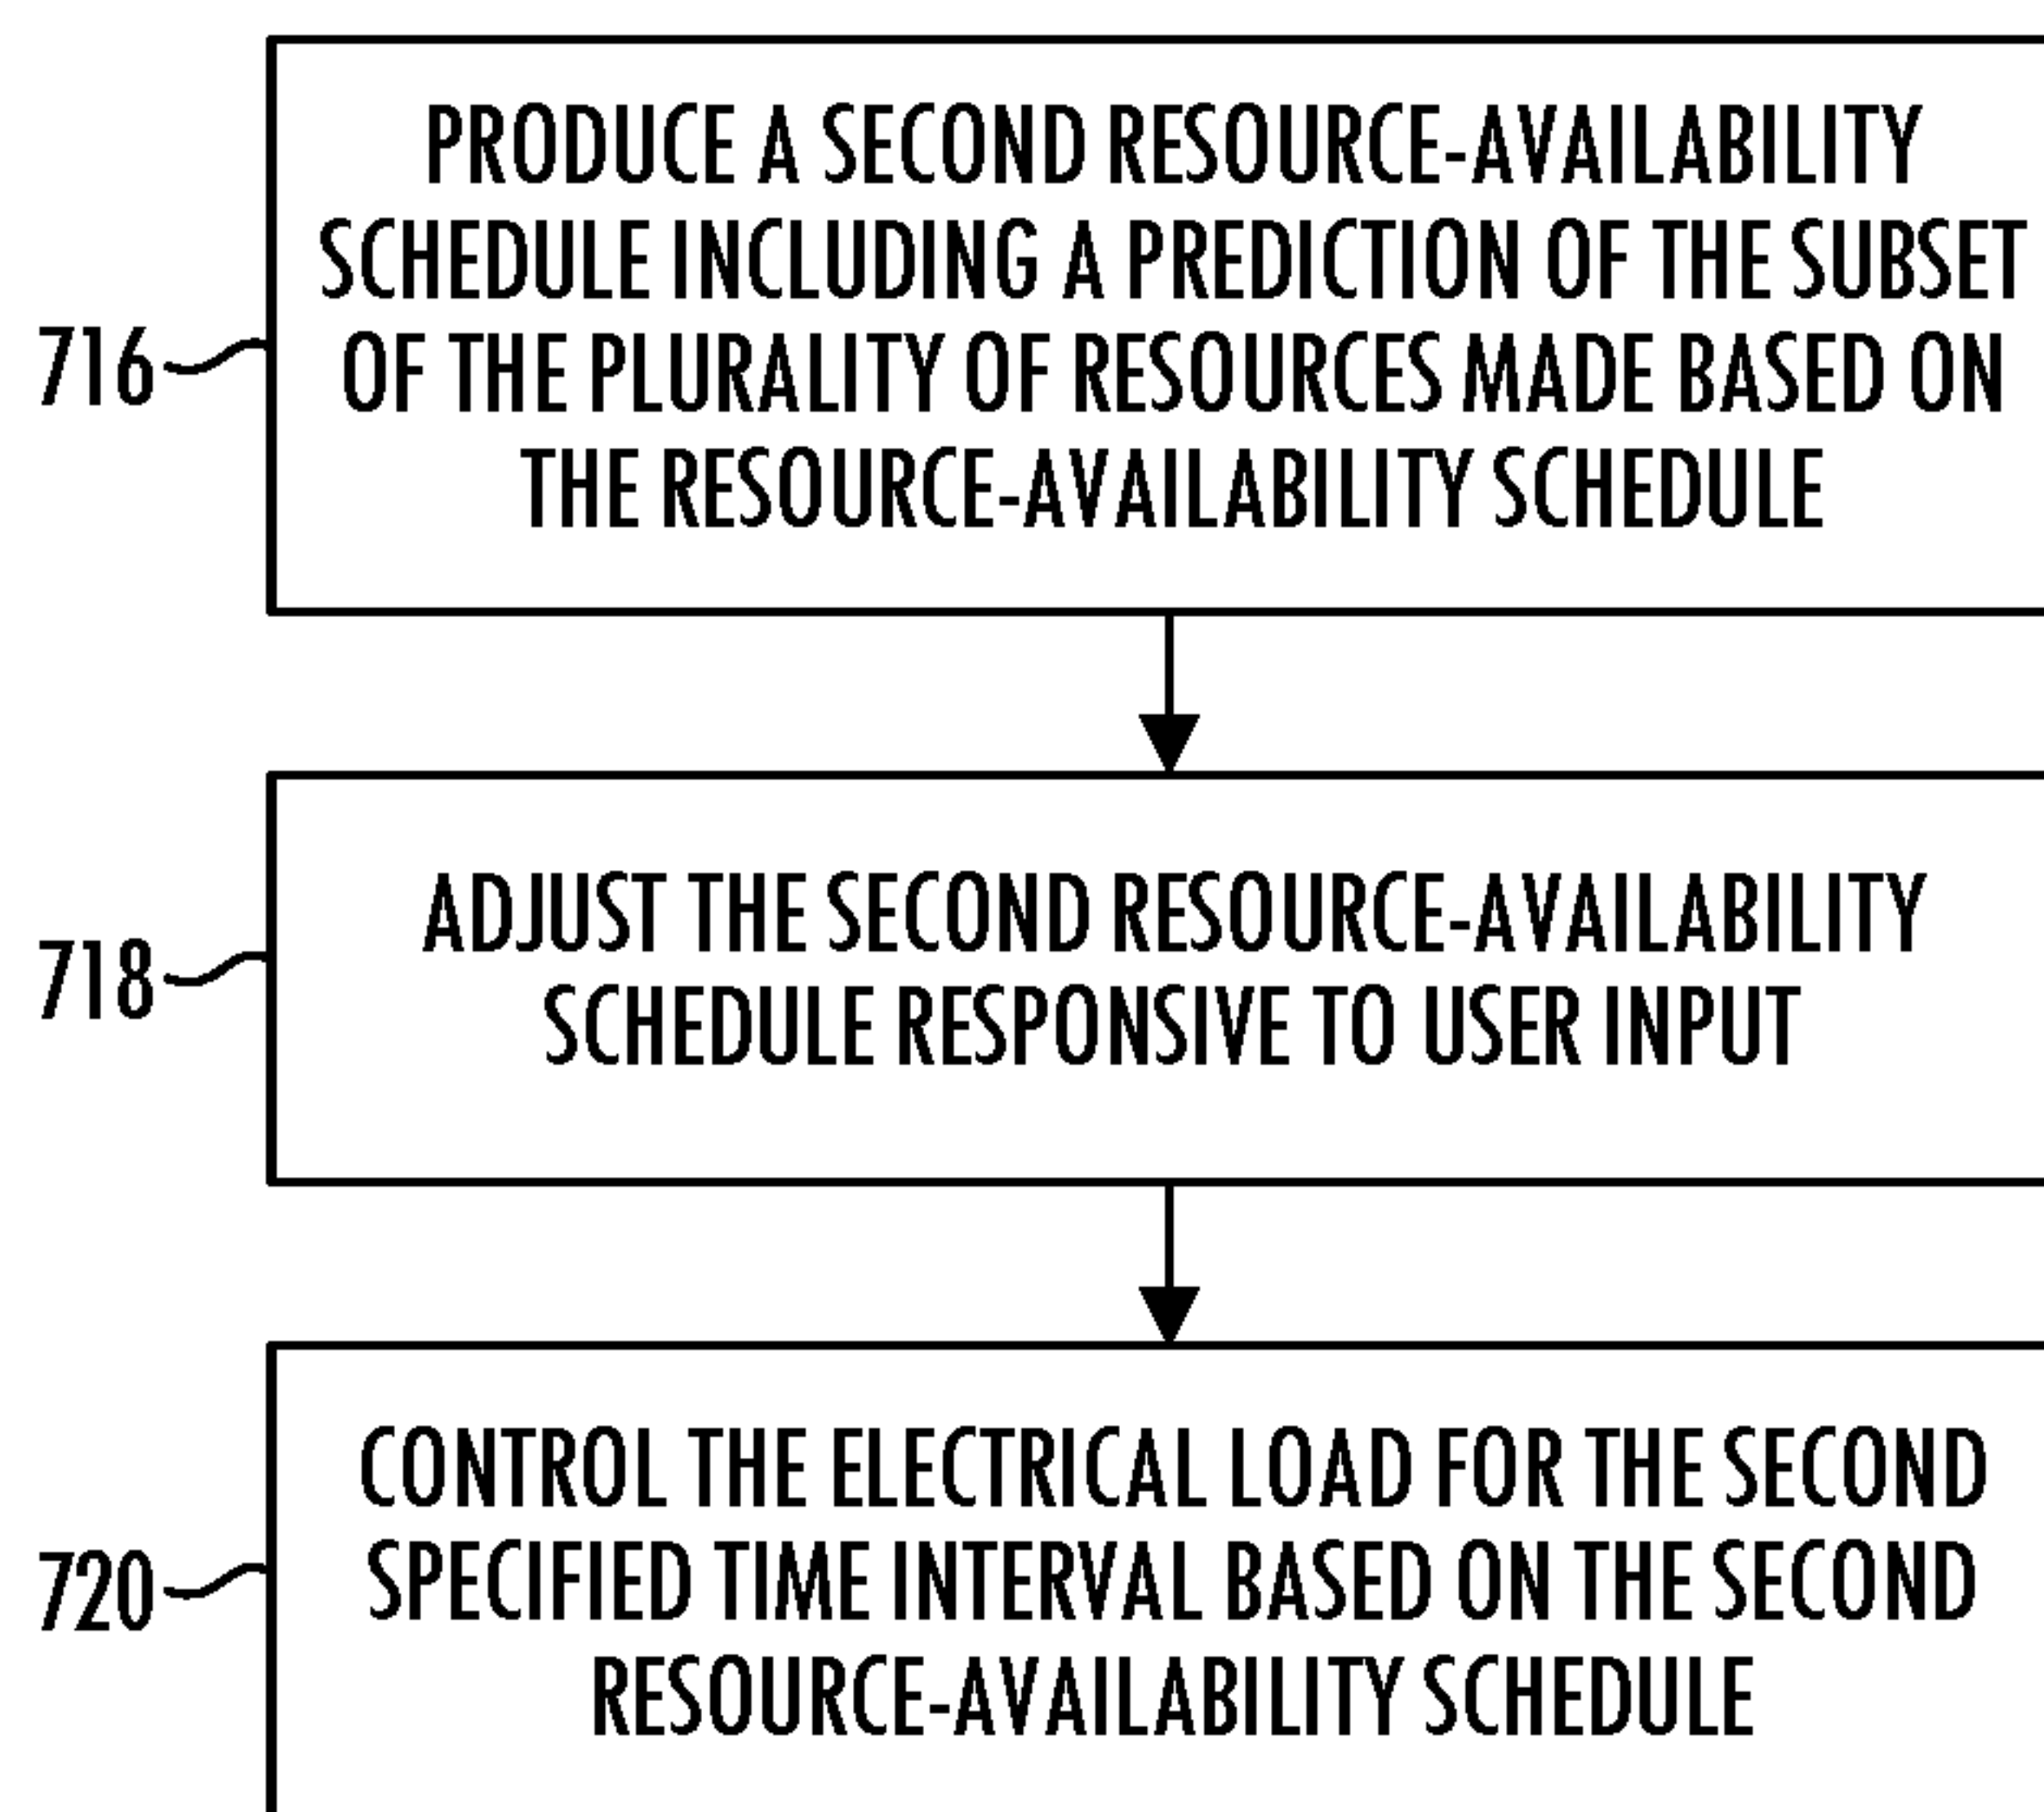 PRODUCE A SECOND RESOURCE-AVAILABILITY
SCHEDULE INCLUDING A PREDICTION OF THE SUBSET
716 OF THE PLURALITY OF RESOURCES MADE BASED ON
THE RESOURCE-AVAILABILITY SCHEDULE
718 ADJUST THE SECOND RESOURCE-AVAILABILITY
SCHEDULE RESPONSIVE TO USER INPUT
CONTROL THE ELECTRICAL LOAD FOR THE SECOND
720 SPECIFIED TIME INTERVAL BASED ON THE SECOND
RESOURCE-AVAILABILITY SCHEDULE